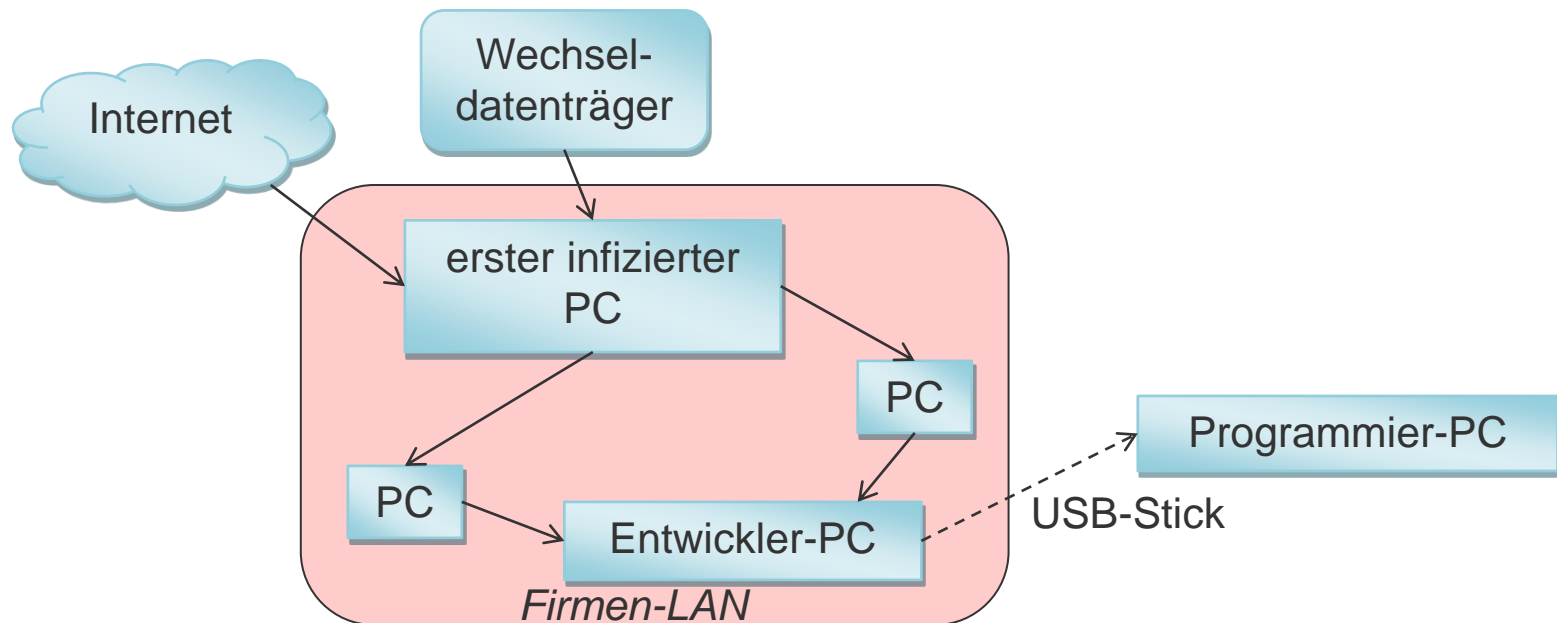 Wechsel-
datenträger
Internet
erster infizierter
PC
PC
Programmier-PC
PC
USB-Stick
Entwickler-PC
Firmen-LAN